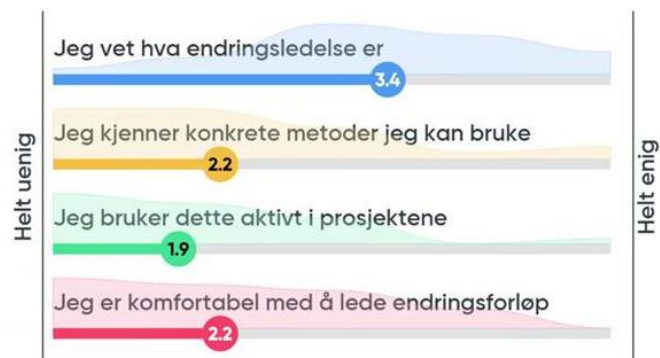 Jeg vet hva endringsledelse er
3.4
Jeg kjenner konkrete metoder jeg kan bruke
2.2
Jeg bruker dette aktivt i prosjektene
1.9
Jeg er komfortabel med å lede endringsforløp
2.2
Helt uenig
Helt enig